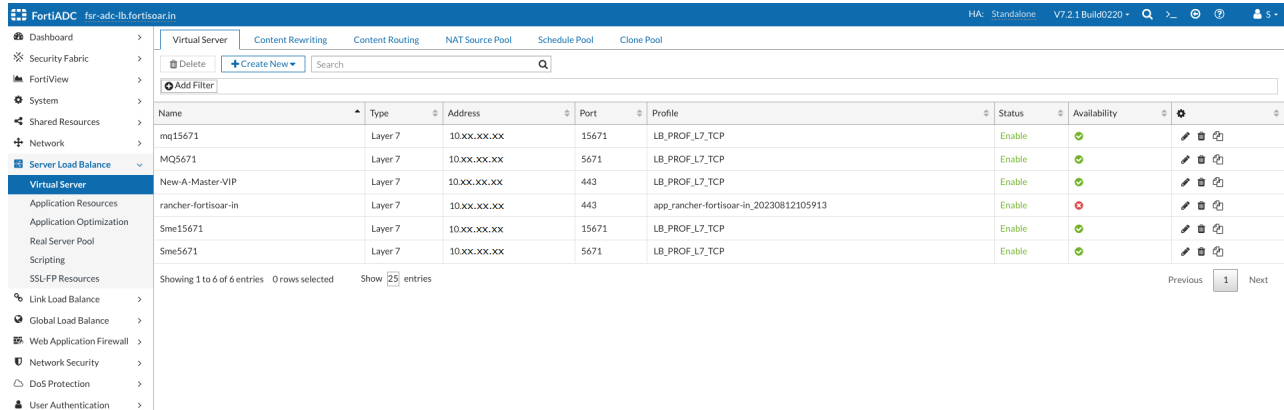 FortiADC fsr-adc-lb.fortisoar.in HA: Standalone V7.2.1 Build0220 S
Dashboard
Security Fabric
FortiView
System
Shared Resources
Network
Server Load Balance
Virtual Server
Application Resources
Application Optimization
Real Server Pool
Scripting
SSL-FP Resources
Link Load Balance
Global Load Balance
Web Application Firewall
Network Security
DoS Protection
User Authentication
Virtual Server Content Rewriting Content Routing NAT Source Pool Schedule Pool Clone Pool
Delete Create New Search
Add Filter
Name Type Address Port Profile Status Availability
mq15671 Layer 7 10.xx.xx.xx 15671 LB_PROF_L7_TCP Enable
MQ5671 Layer 7 10.xx.xx.xx 5671 LB_PROF_L7_TCP Enable
New-A-Master-VIP Layer 7 10.xx.xx.xx 443 LB_PROF_L7_TCP Enable
rancher-fortisoar-in Layer 7 10.xx.xx.xx 443 app_rancher-fortisoar-in_20230812105913 Enable
Sme15671 Layer 7 10.xx.xx.xx 15671 LB_PROF_L7_TCP Enable
Sme5671 Layer 7 10.xx.xx.xx 5671 LB_PROF_L7_TCP Enable
Showing 1 to 6 of 6 entries 0 rows selected Show 25 entries Previous 1 Next